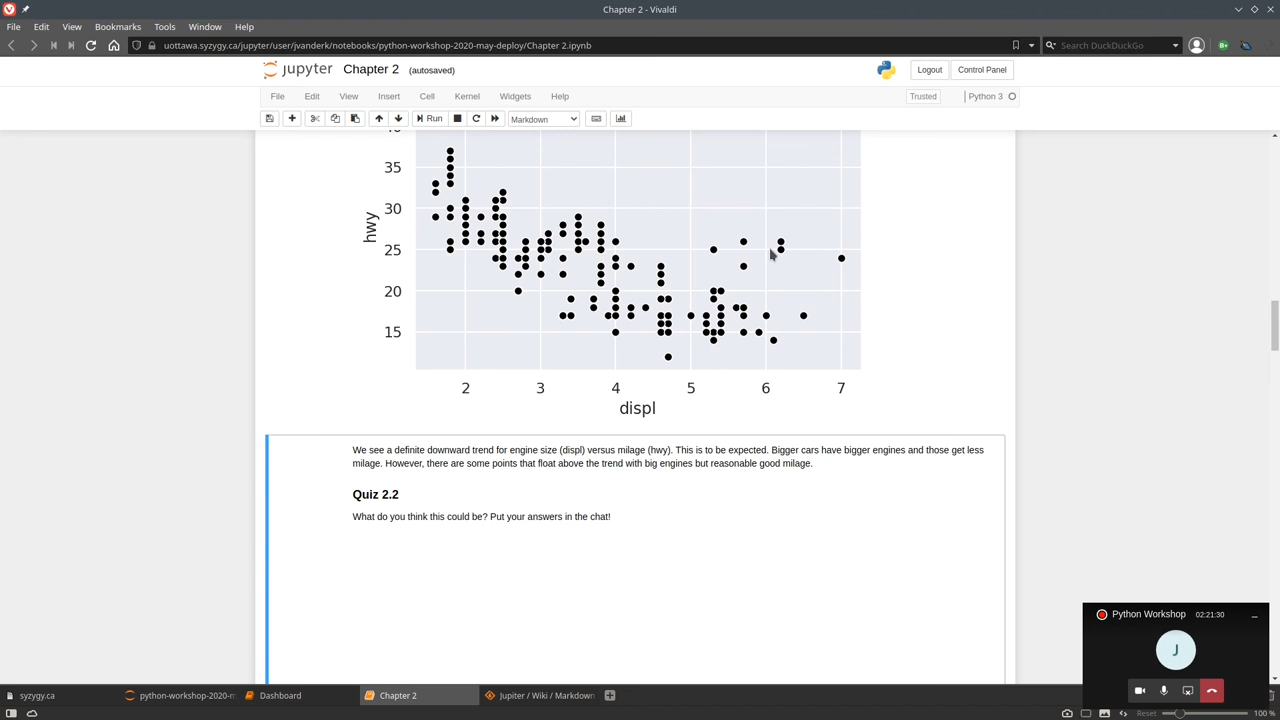 Chapter 2 - Vivaldi
File Edit View Bookmarks Tools Window Help
uottawa.syzygy.ca/jupyter/user/jvanderk/notebooks/python-workshop-2020-may-deploy/Chapter 2.ipynb
Search DuckDuckGo
jupyter Chapter 2 (autosaved)
Logout Control Panel
File Edit View Insert Cell Kernel Widgets Help
Trusted Python 3
Run Markdown
35
30
25
20
15
hwy
2 3 4 5 6 7
displ
We see a definite downward trend for engine size (displ) versus milage (hwy). This is to be expected. Bigger cars have bigger engines and those get less
milage. However, there are some points that float above the trend with big engines but reasonable good milage.
Quiz 2.2
What do you think this could be? Put your answers in the chat!
Python Workshop 02:21:30
J
syzygy.ca python-workshop-2020-m Dashboard Chapter 2 Jupiter / Wiki / Markdown
Reset 100 %